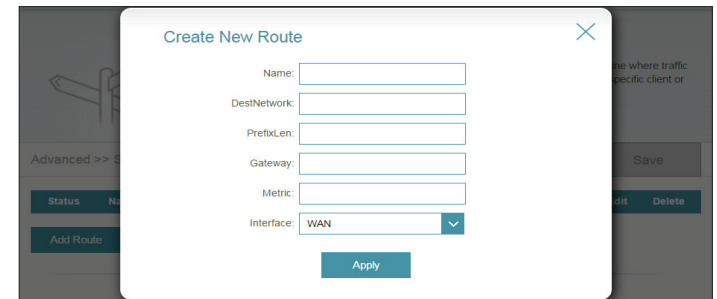 Create New Route
ne where traffic
Name:
specific client or
DestNetwork:
PrefixLen:
Advanced >> S
Gateway:
Save
Metric:
Status Na
dit Delete
Interface: WAN
Add Route
Apply